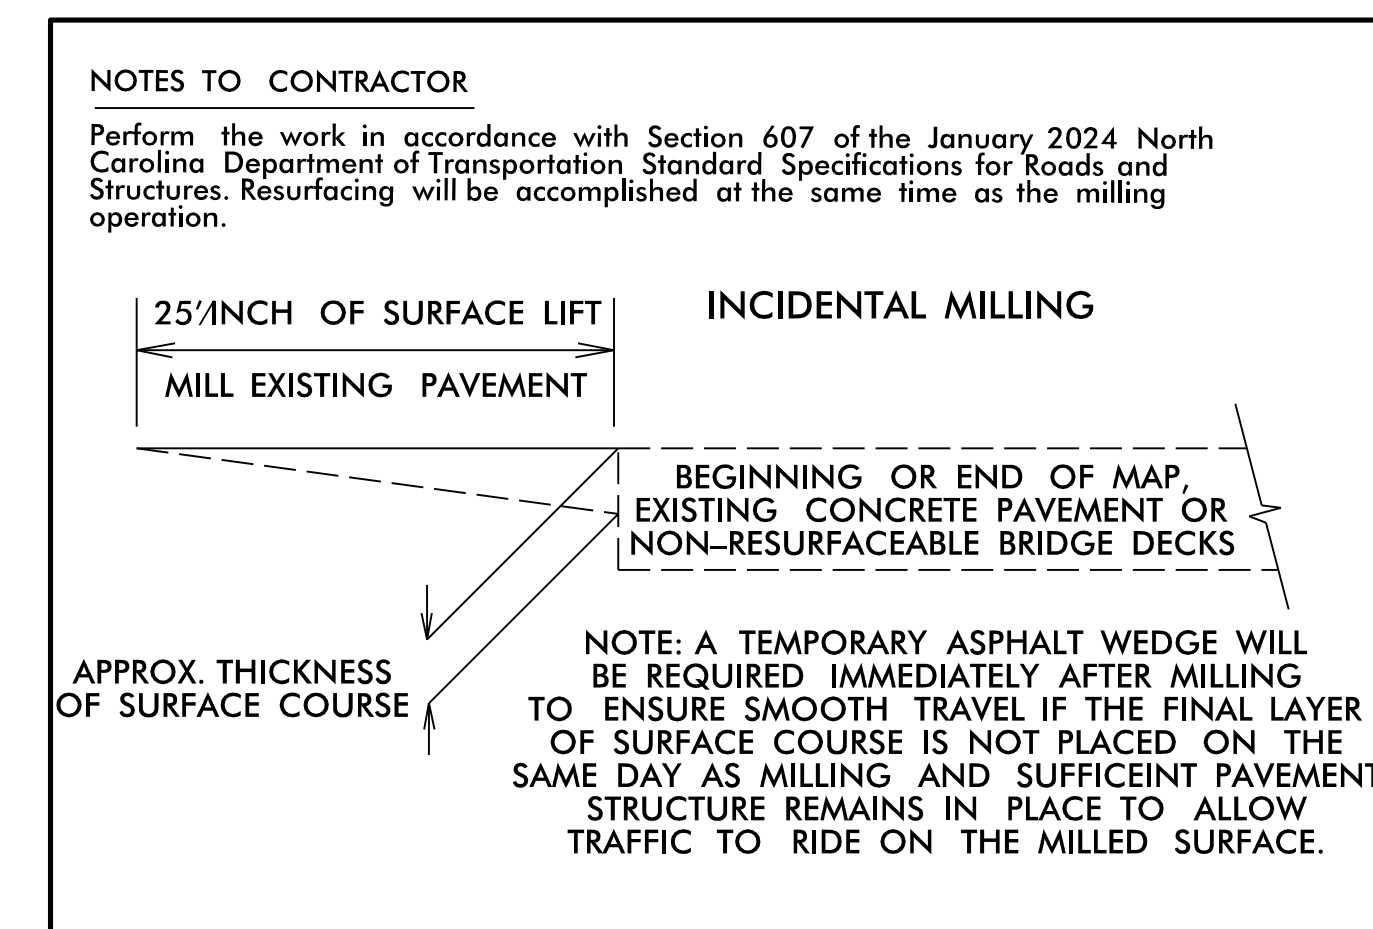 NOTES TO CONTRACTOR
Perform the work in accordance with Section 607 of the January 2024 North
Carolina Department of Transportation Standard Specifications for Roads and
Structures. Resurfacing will be accomplished at the same time as the milling
operation.
25'/INCH OF SURFACE LIFT
INCIDENTAL MILLING
MILL EXISTING PAVEMENT
BEGINNING OR END OF MAP,
EXISTING CONCRETE PAVEMENT OR
NON–RESURFACEABLE BRIDGE DECKS
APPROX. THICKNESS
OF SURFACE COURSE
NOTE: A TEMPORARY ASPHALT WEDGE WILL
BE REQUIRED IMMEDIATELY AFTER MILLING
TO ENSURE SMOOTH TRAVEL IF THE FINAL LAYER
OF SURFACE COURSE IS NOT PLACED ON THE
SAME DAY AS MILLING AND SUFFICEINT PAVEMENT
STRUCTURE REMAINS IN PLACE TO ALLOW
TRAFFIC TO RIDE ON THE MILLED SURFACE.